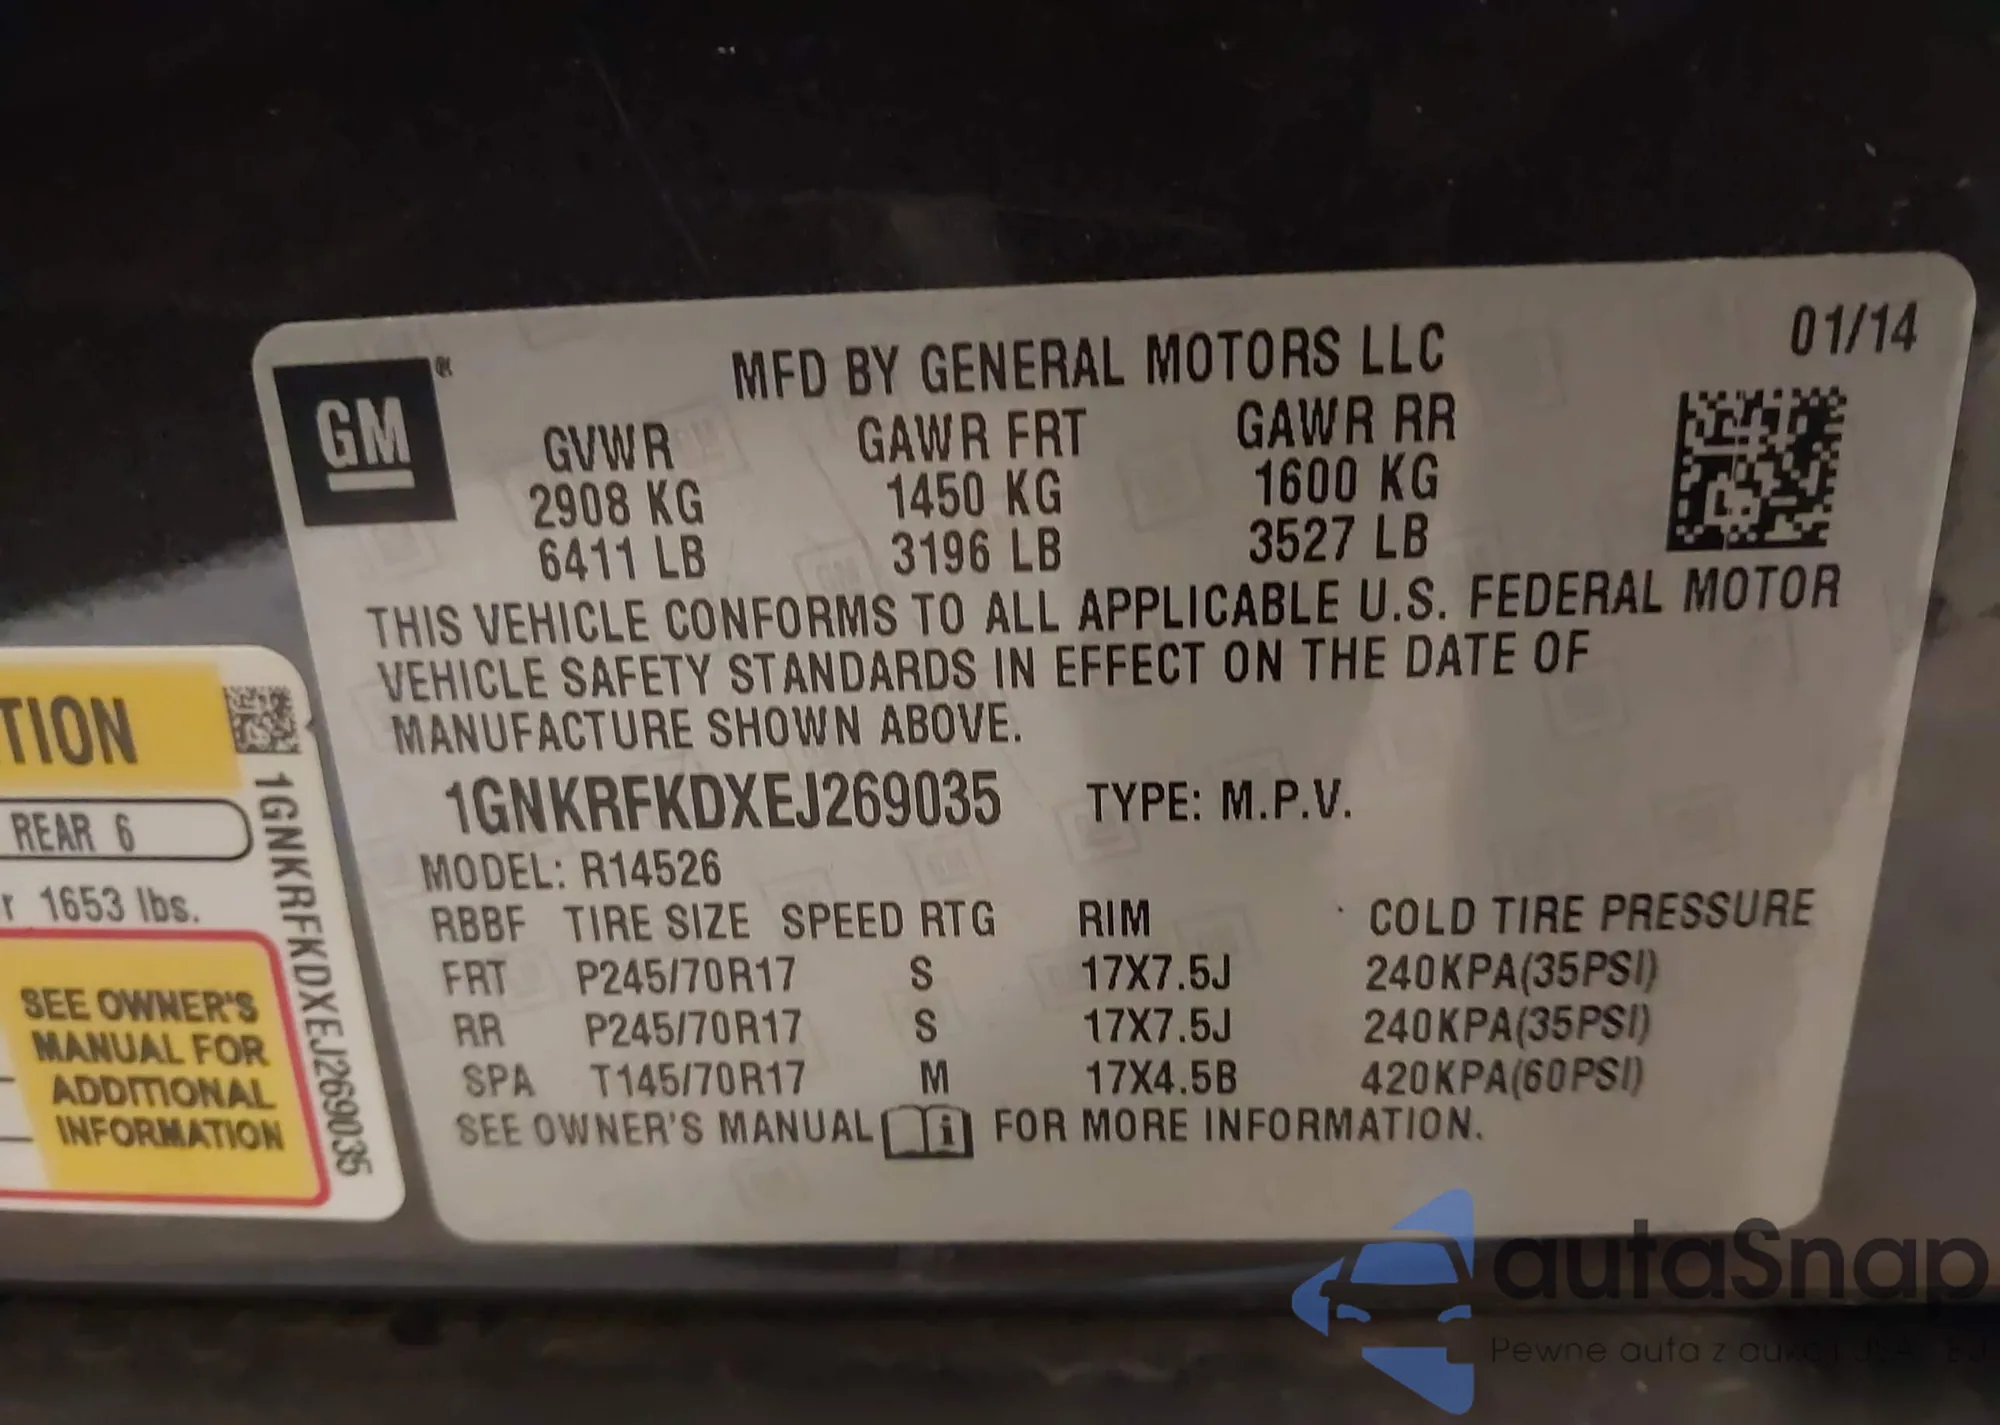 01/14
GM®
MFD BY GENERAL MOTORS LLC
GVWR GAWR FRT GAWR RR
2908 KG 1450 KG 1600 KG
6411 LB 3196 LB 3527 LB
THIS VEHICLE CONFORMS TO ALL APPLICABLE U.S. FEDERAL MOTOR
VEHICLE SAFETY STANDARDS IN EFFECT ON THE DATE OF
MANUFACTURE SHOWN ABOVE.
1GNKRFKDXEJ269035 TYPE: M.P.V.
MODEL: R14526
RBBF TIRE SIZE SPEED RTG RIM COLD TIRE PRESSURE
FRT P245/70R17 S 17X7.5J 240KPA(35PSI)
RR P245/70R17 S 17X7.5J 240KPA(35PSI)
SPA T145/70R17 M 17X4.5B 420KPA(60PSI)
SEE OWNER'S MANUAL i FOR MORE INFORMATION.
TION
REAR 6
r 1653 lbs.
SEE OWNER'S
MANUAL FOR
ADDITIONAL
INFORMATION
1GNKRFKDXEJ269035
autaSnap
Pewne auta z